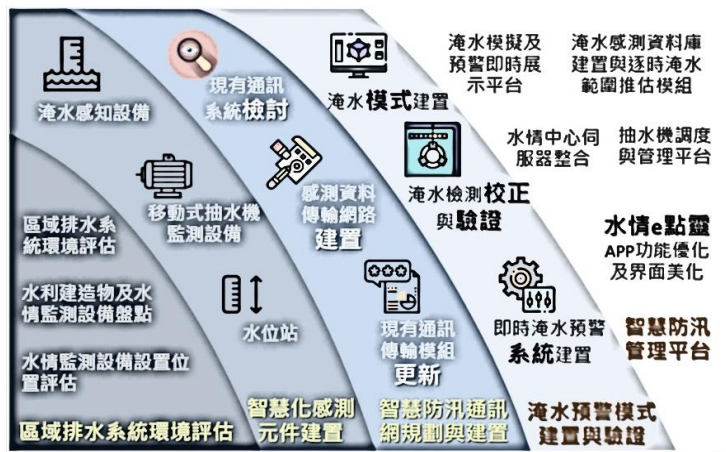 區域排水系
統環境評估
水利建造物及水
情監測設備盤點
水情監測設備設置位
置評估
區域排水系統環境評估
淹水感知設備
移動式抽水機
監測設備
水位站
智慧化感測
元件建置
現有通訊
系統檢討
感測資料
傳輸網路
建置
現有通訊
傳輸模組
更新
智慧防汛通訊
網規劃與建置
淹水模式建置
淹水檢測校正
與驗證
即時淹水預警
系統建置
淹水預警模式
建置與驗證
淹水模擬及
預警即時展
示平台
淹水感測資料庫
建置與逐時淹水
範圍推估模組
水情中心伺
服器整合
抽水機調度
與管理平台
水情e點靈
APP功能優化
及界面美化
智慧防汛
管理平台